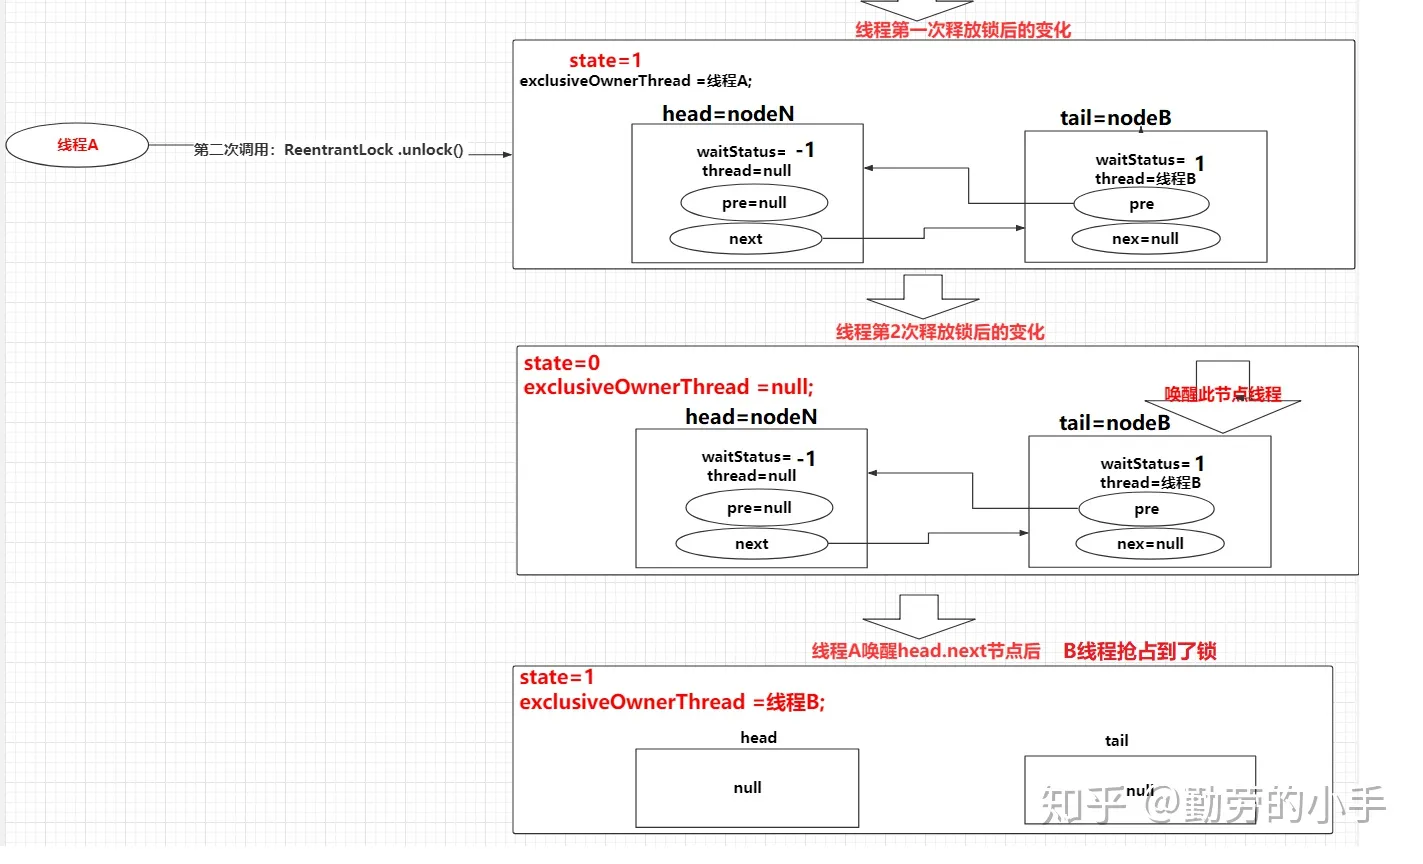 线程第一次释放锁后的变化
state=1
exclusiveOwnerThread =线程A;
head=nodeN
tail=nodeB
线程A
第二次调用：ReentrantLock .unlock()
waitStatus= -1
thread=null
pre=null
next
waitStatus= 1
thread=线程B
pre
nex=null
线程第2次释放锁后的变化
state=0
exclusiveOwnerThread =null;
唤醒此节点线程
head=nodeN
tail=nodeB
waitStatus= -1
thread=null
pre=null
next
waitStatus= 1
thread=线程B
pre
nex=null
线程A唤醒head.next节点后 B线程抢占到了锁
state=1
exclusiveOwnerThread =线程B;
head
tail
null
null
知乎 @勤劳的小手